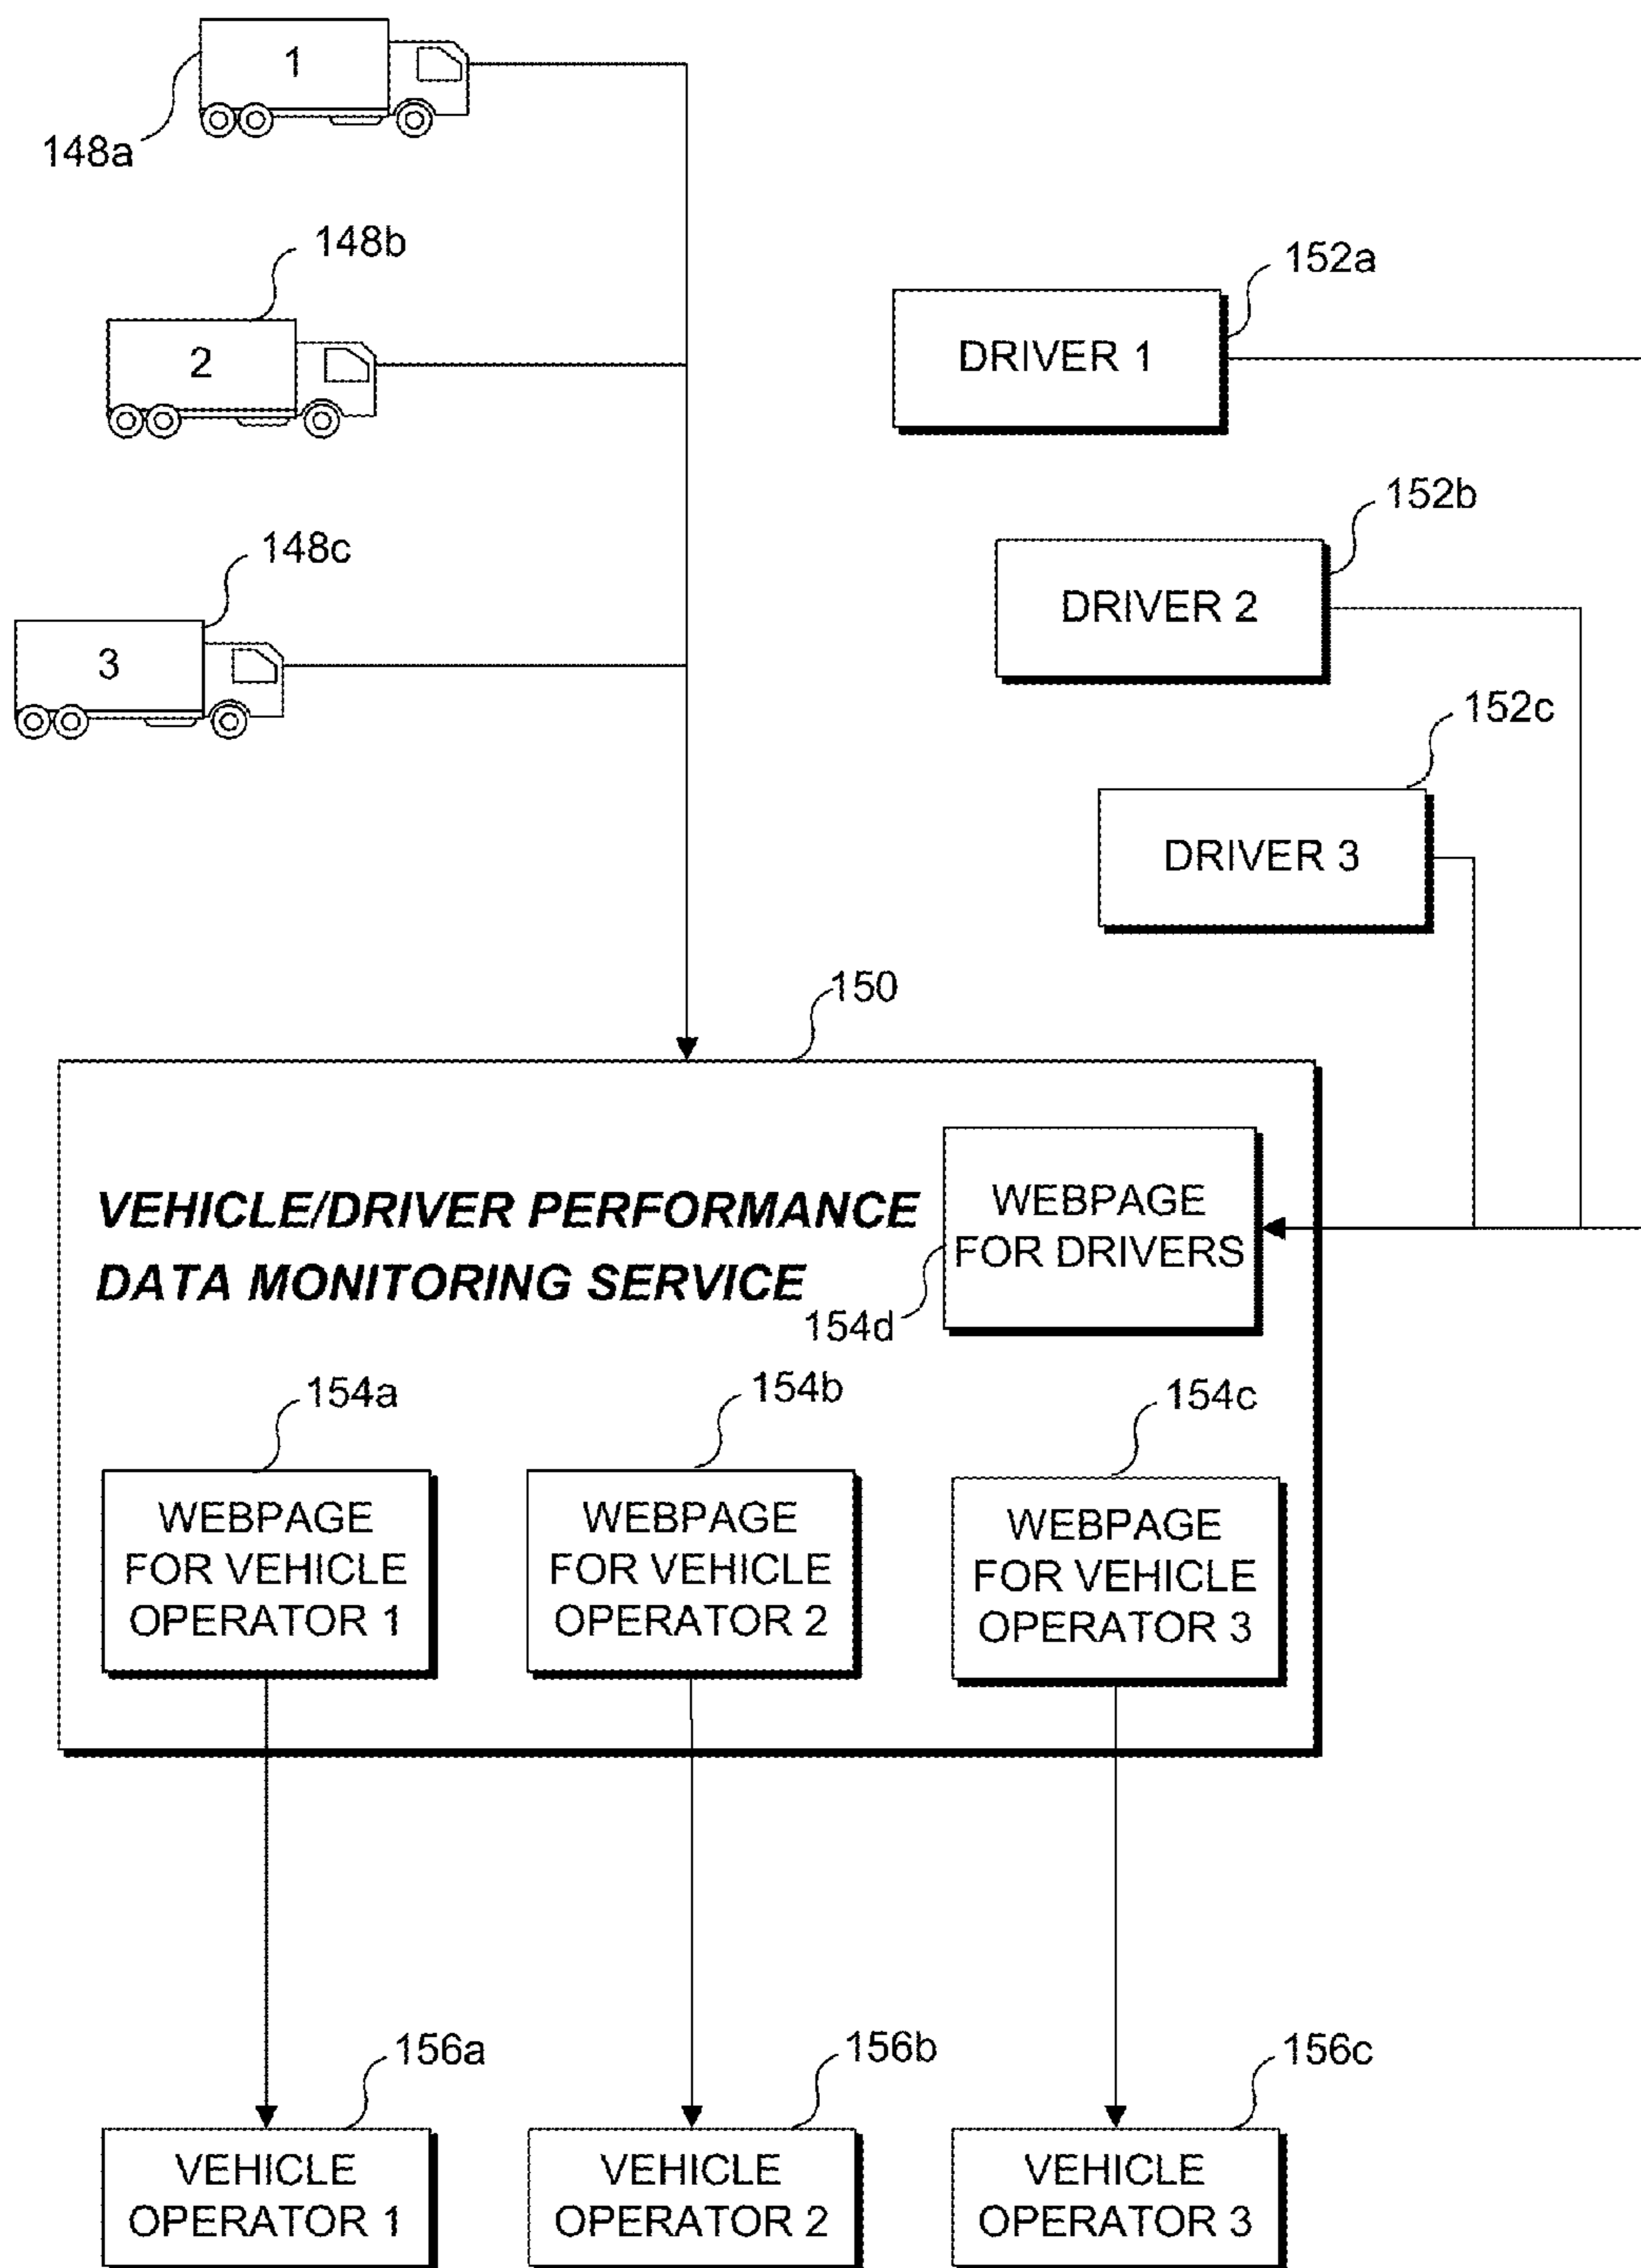 1
148a
148b
2
152a
DRIVER 1
152b
DRIVER 2
148c
3
152c
DRIVER 3
150
VEHICLE/DRIVER PERFORMANCE
DATA MONITORING SERVICE
WEBPAGE
FOR DRIVERS
154d
154a
WEBPAGE
FOR VEHICLE
OPERATOR 1
154b
WEBPAGE
FOR VEHICLE
OPERATOR 2
154c
WEBPAGE
FOR VEHICLE
OPERATOR 3
156a
VEHICLE
OPERATOR 1
156b
VEHICLE
OPERATOR 2
156c
VEHICLE
OPERATOR 3